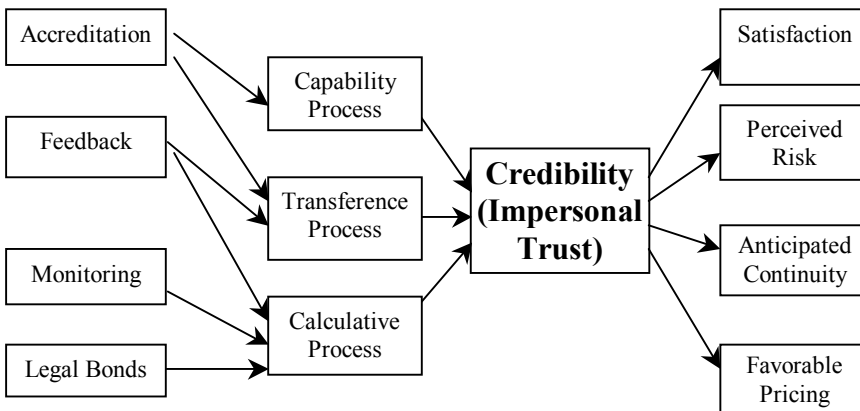 Accreditation
Feedback
Monitoring
Legal Bonds
Capability
Process
Transference
Process
Calculative
Process
Credibility
(Impersonal
Trust)
Satisfaction
Perceived
Risk
Anticipated
Continuity
Favorable
Pricing